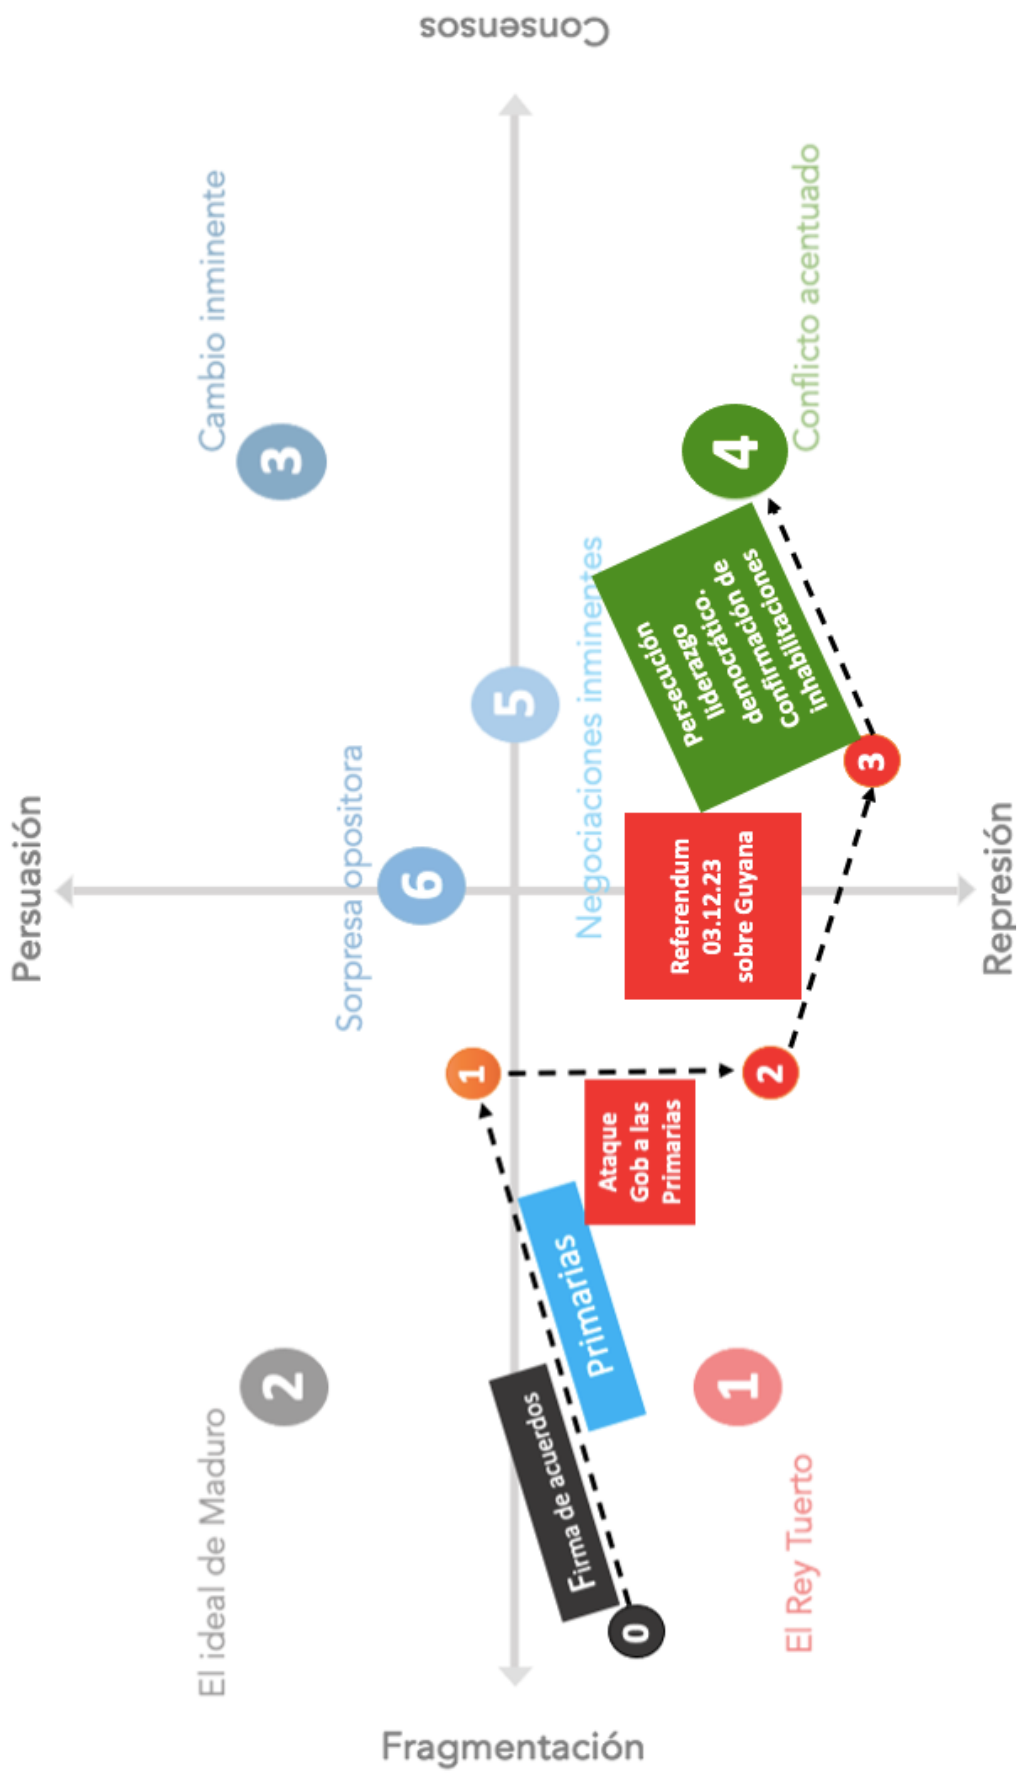 Persuasión
Consensos
Fragmentación
Represión
El ideal de Maduro
2
Cambio inminente
3
Sorpresa opositora
6
5
Negociaciones inminentes
El Rey Tuerto
1
Conflicto acentuado
4
0
Firma de acuerdos
Primarias
1
Ataque
Gob a las
Primarias
2
Referendum
03.12.23
sobre Guyana
3
Persecución
liderazgo
democrático.
Confirmación de
inhabilitaciones